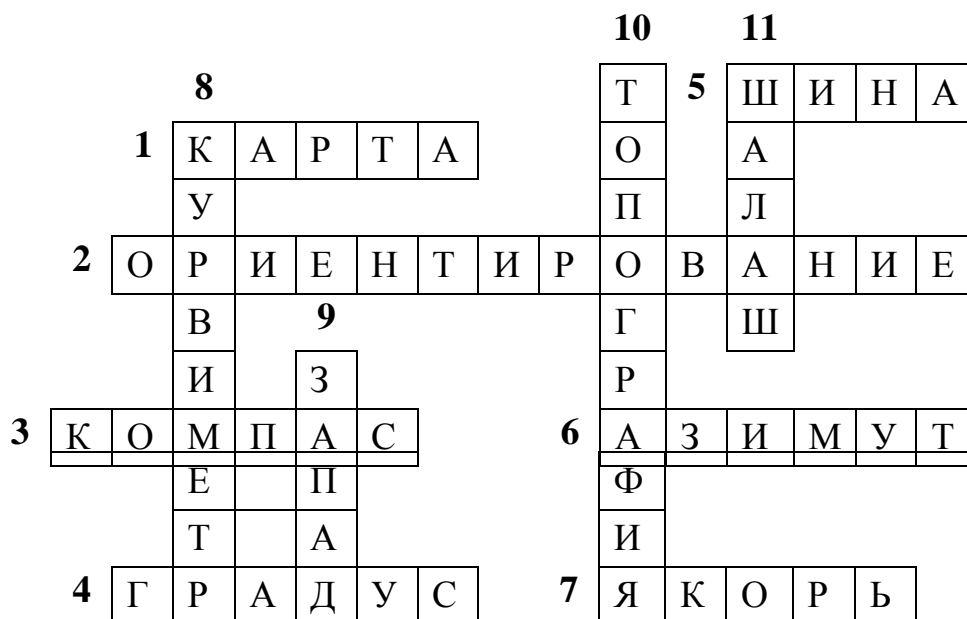 10 11
8 Т 5 Ш И Н А
1 К А Р Т А О А
У П Л
2 О Р И Е Н Т И Р О В А Н И Е
В 9 Г Ш
И З Р
3 К О М П А С 6 А З И М У Т
Е П Ф
Т А И
4 Г Р А Д У С 7 Я К О Р Ь